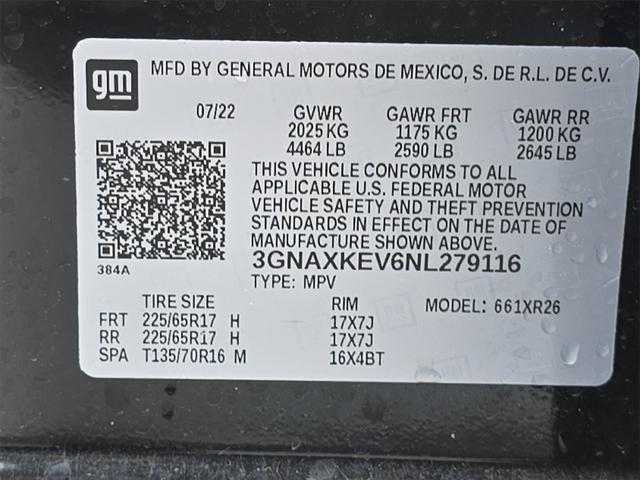 gm
MFD BY GENERAL MOTORS DE MEXICO, S. DE R.L. DE C.V.
07/22 GVWR GAWR FRT GAWR RR
2025 KG 1175 KG 1200 KG
4464 LB 2590 LB 2645 LB
THIS VEHICLE CONFORMS TO ALL
APPLICABLE U.S. FEDERAL MOTOR
VEHICLE SAFETY AND THEFT PREVENTION
STANDARDS IN EFFECT ON THE DATE OF
MANUFACTURE SHOWN ABOVE.
384A
3GNAXKEV6NL279116
TYPE: MPV
TIRE SIZE RIM MODEL: 661XR26
FRT 225/65R17 H 17X7J
RR 225/65R17 H 17X7J
SPA T135/70R16 M 16X4BT